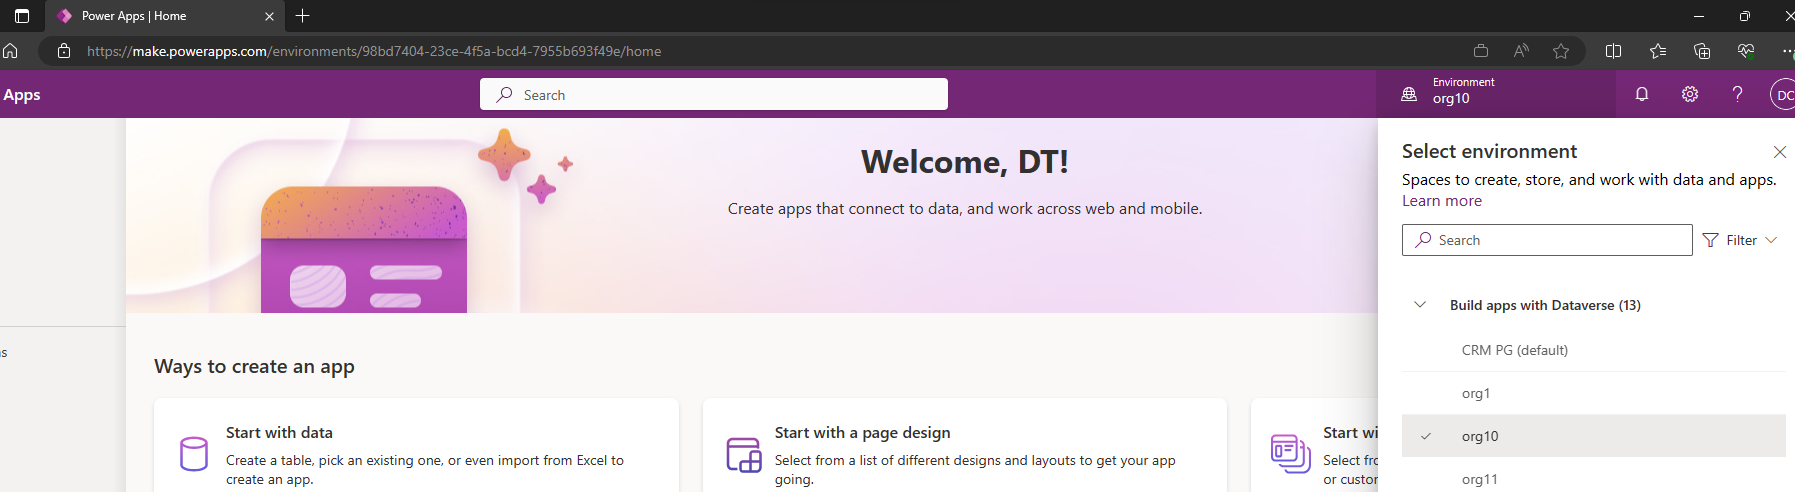 Power Apps | Home
https://make.powerapps.com/environments/98bd7404-23ce-4f5a-bcd4-7955b693f49e/home
Apps
Search
Environment
org10
DC
Welcome, DT!
Create apps that connect to data, and work across web and mobile.
Ways to create an app
Start with data
Create a table, pick an existing one, or even import from Excel to
create an app.
Start with a page design
Select from a list of different designs and layouts to get your app
going.
Start wi
Select frc
or custor
s
Select environment
Spaces to create, store, and work with data and apps.
Learn more
Search
Filter
Build apps with Dataverse (13)
CRM PG (default)
org1
org10
org11